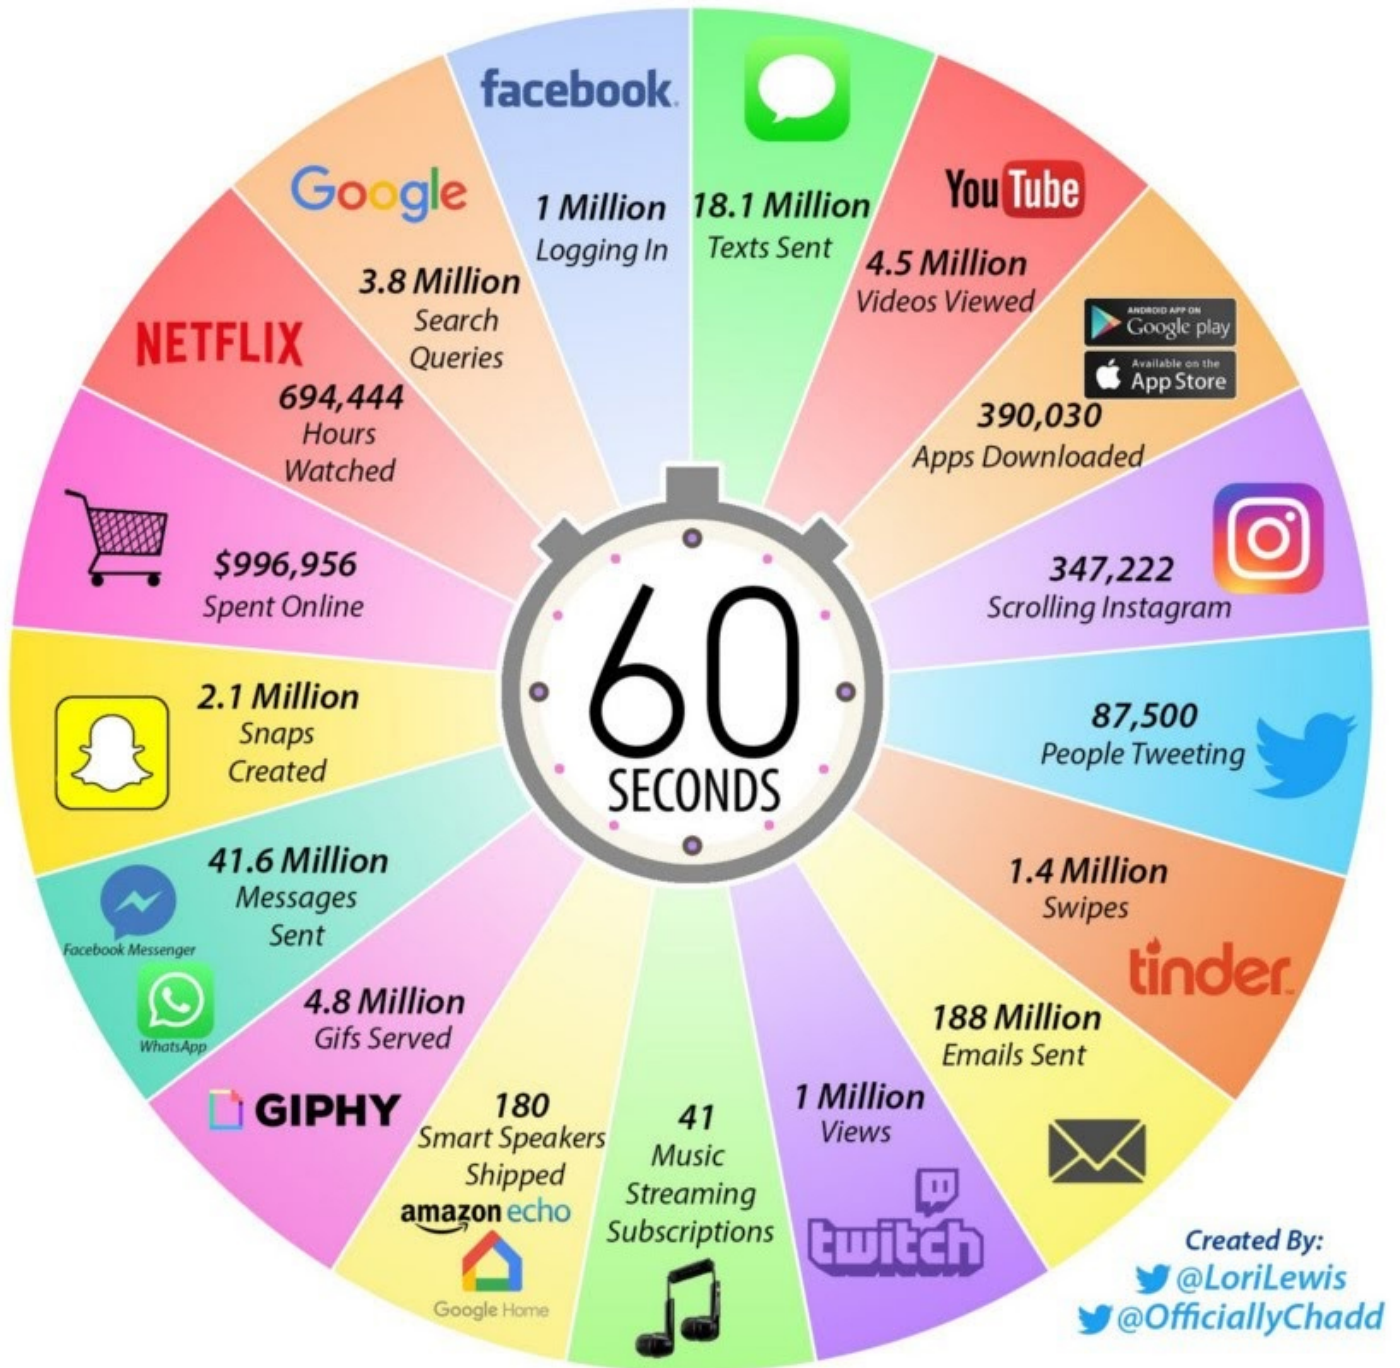 facebook
1 Million
Logging In
18.1 Million
Texts Sent
YouTube
4.5 Million
Videos Viewed
ANDROID APP ON
Google play
Available on the
App Store
390,030
Apps Downloaded
347,222
Scrolling Instagram
87,500
People Tweeting
1.4 Million
Swipes
tinder
188 Million
Emails Sent
1 Million
Views
twitch
41
Music
Streaming
Subscriptions
180
Smart Speakers
Shipped
amazon echo
Google Home
4.8 Million
Gifs Served
GIPHY
41.6 Million
Messages
Sent
Facebook Messenger
WhatsApp
2.1 Million
Snaps
Created
$996,956
Spent Online
NETFLIX
694,444
Hours
Watched
Google
3.8 Million
Search
Queries
60
SECONDS
Created By:
@LoriLewis
@OfficiallyChadd